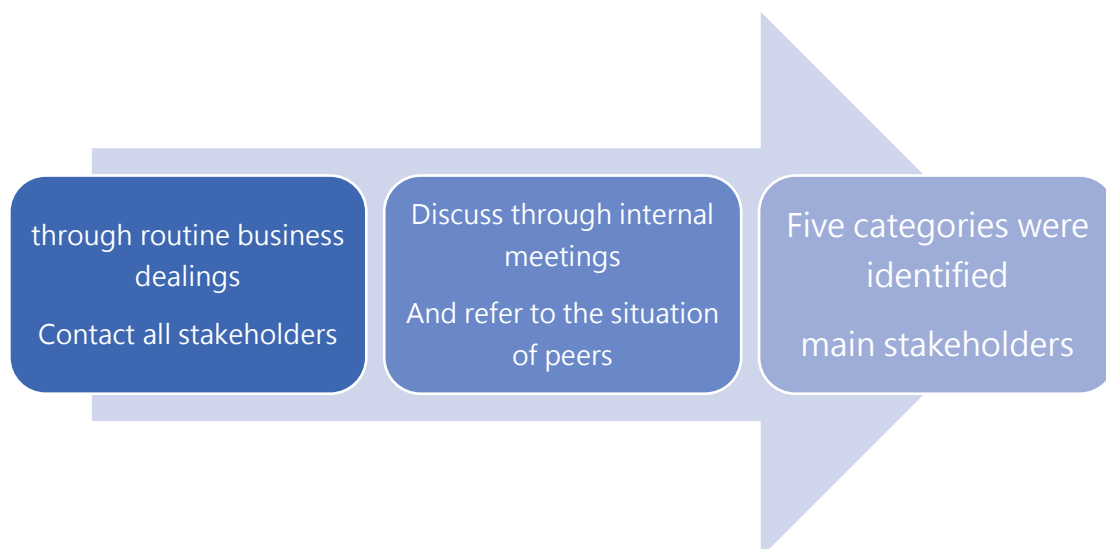 through routine business
dealings
Contact all stakeholders
Discuss through internal
meetings
And refer to the situation
of peers
Five categories were
identified
main stakeholders